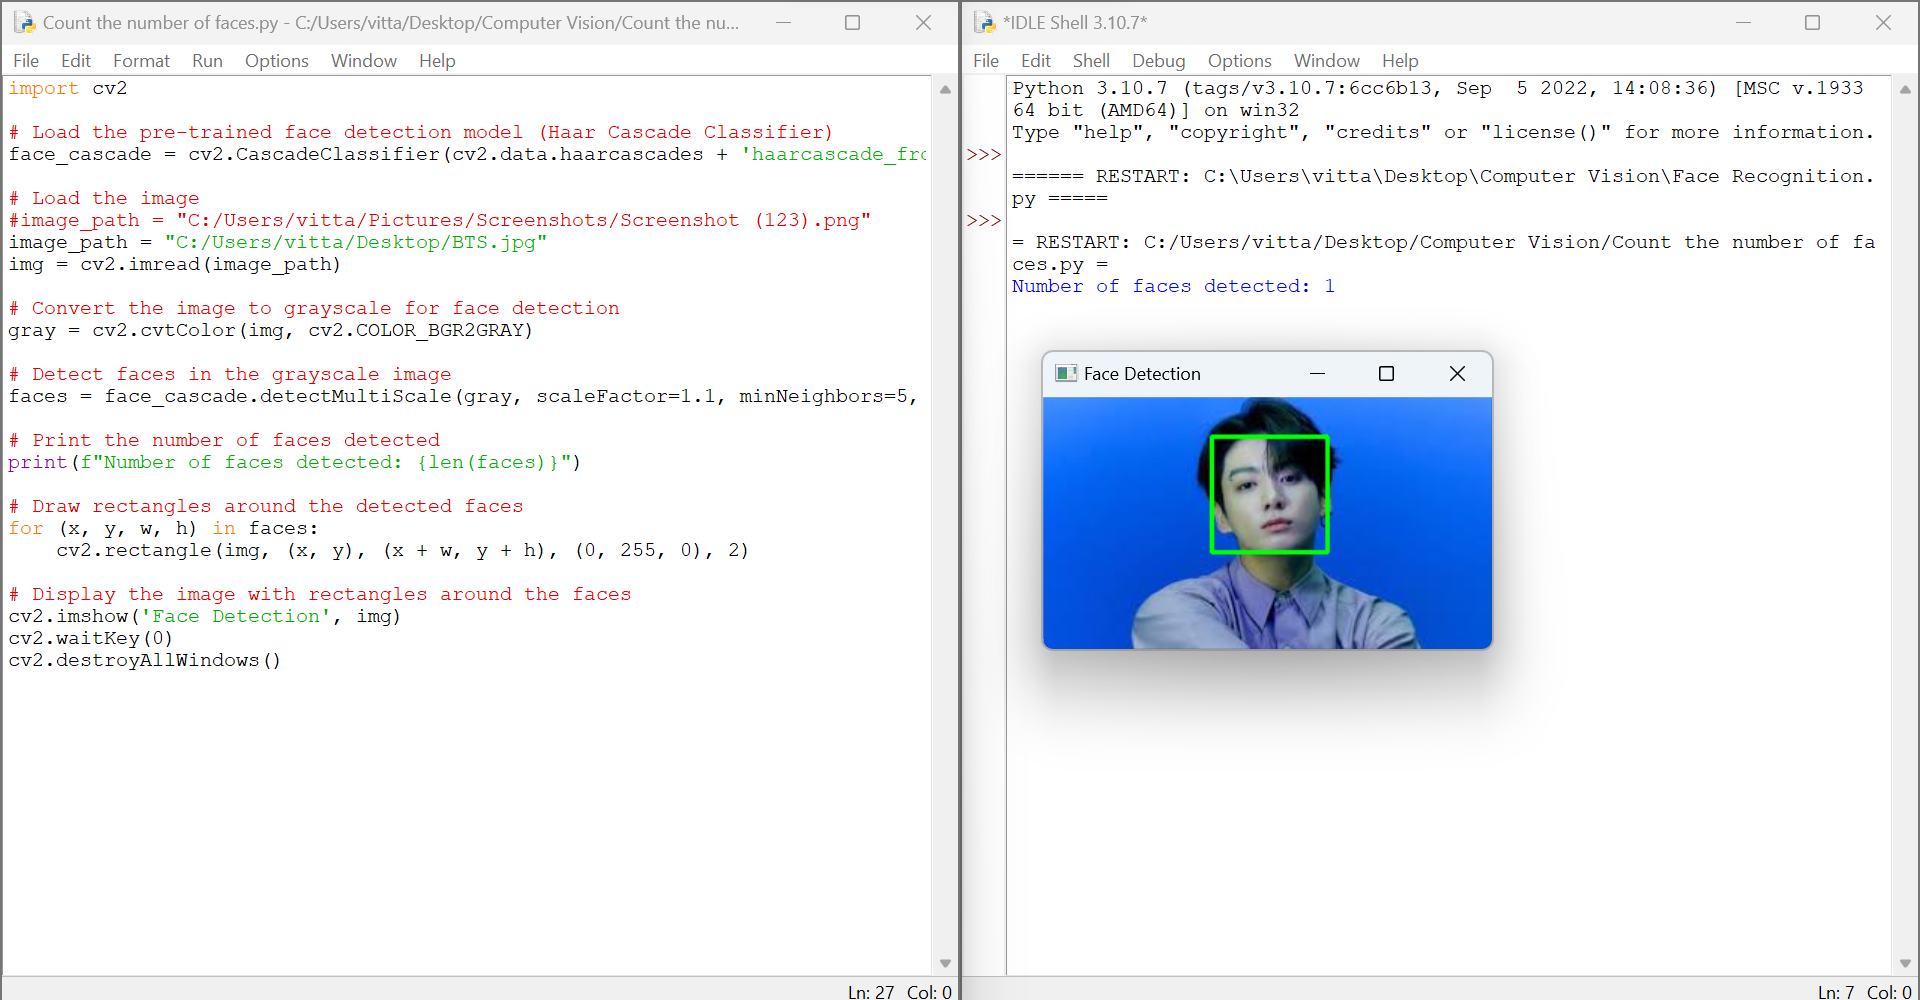 Count the number of faces.py - C:/Users/vitta/Desktop/Computer Vision/Count the nu...
File Edit Format Run Options Window Help
import cv2
# Load the pre-trained face detection model (Haar Cascade Classifier)
face_cascade = cv2.CascadeClassifier(cv2.data.haarcascades + 'haarcascade_fro
# Load the image
#image_path = "C:/Users/vitta/Pictures/Screenshots/Screenshot (123).png"
image_path = "C:/Users/vitta/Desktop/BTS.jpg"
img = cv2.imread(image_path)
# Convert the image to grayscale for face detection
gray = cv2.cvtColor(img, cv2.COLOR_BGR2GRAY)
# Detect faces in the grayscale image
faces = face_cascade.detectMultiScale(gray, scaleFactor=1.1, minNeighbors=5,
# Print the number of faces detected
print(f"Number of faces detected: {len(faces)}")
# Draw rectangles around the detected faces
for (x, y, w, h) in faces:
    cv2.rectangle(img, (x, y), (x + w, y + h), (0, 255, 0), 2)
# Display the image with rectangles around the faces
cv2.imshow('Face Detection', img)
cv2.waitKey(0)
cv2.destroyAllWindows()
Ln: 27 Col: 0
*IDLE Shell 3.10.7*
File Edit Shell Debug Options Window Help
Python 3.10.7 (tags/v3.10.7:6cc6b13, Sep  5 2022, 14:08:36) [MSC v.1933
64 bit (AMD64)] on win32
Type "help", "copyright", "credits" or "license()" for more information.
>>>
====== RESTART: C:\Users\vitta\Desktop\Computer Vision\Face Recognition.
py =====
>>>
= RESTART: C:/Users/vitta/Desktop/Computer Vision/Count the number of fa
ces.py =
Number of faces detected: 1
Face Detection
Ln: 7 Col: 0